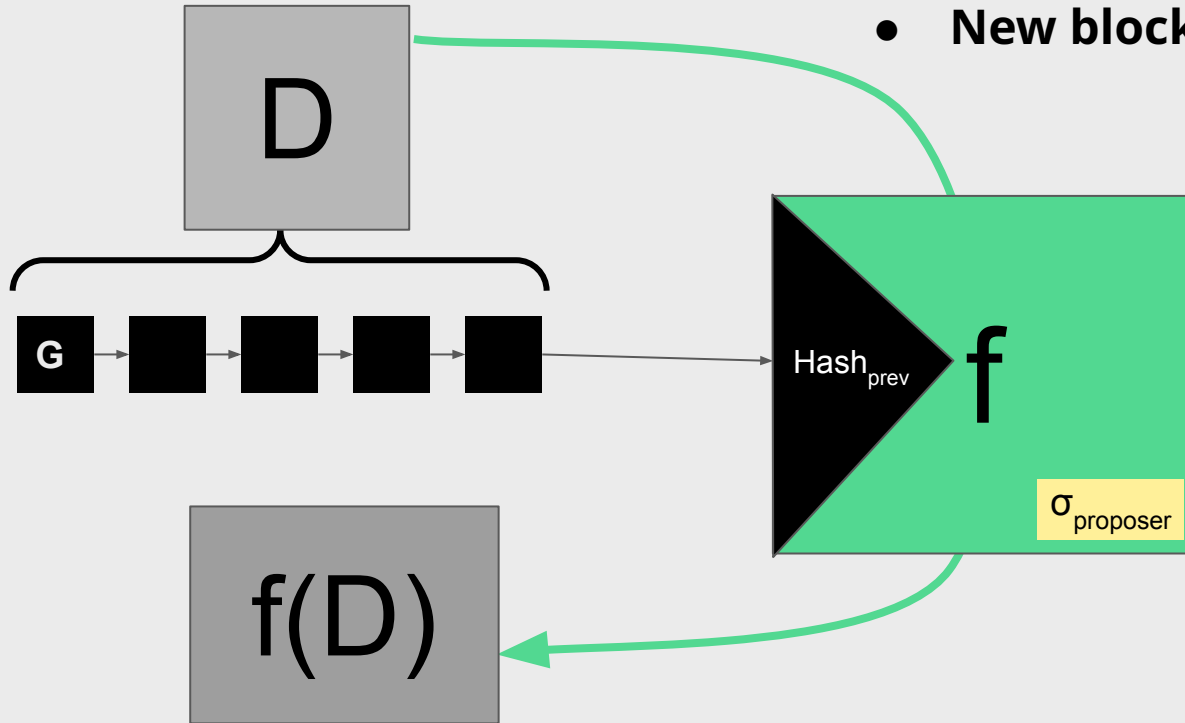 ● New block
D
G
Hash_prev
f
σ_proposer
f(D)